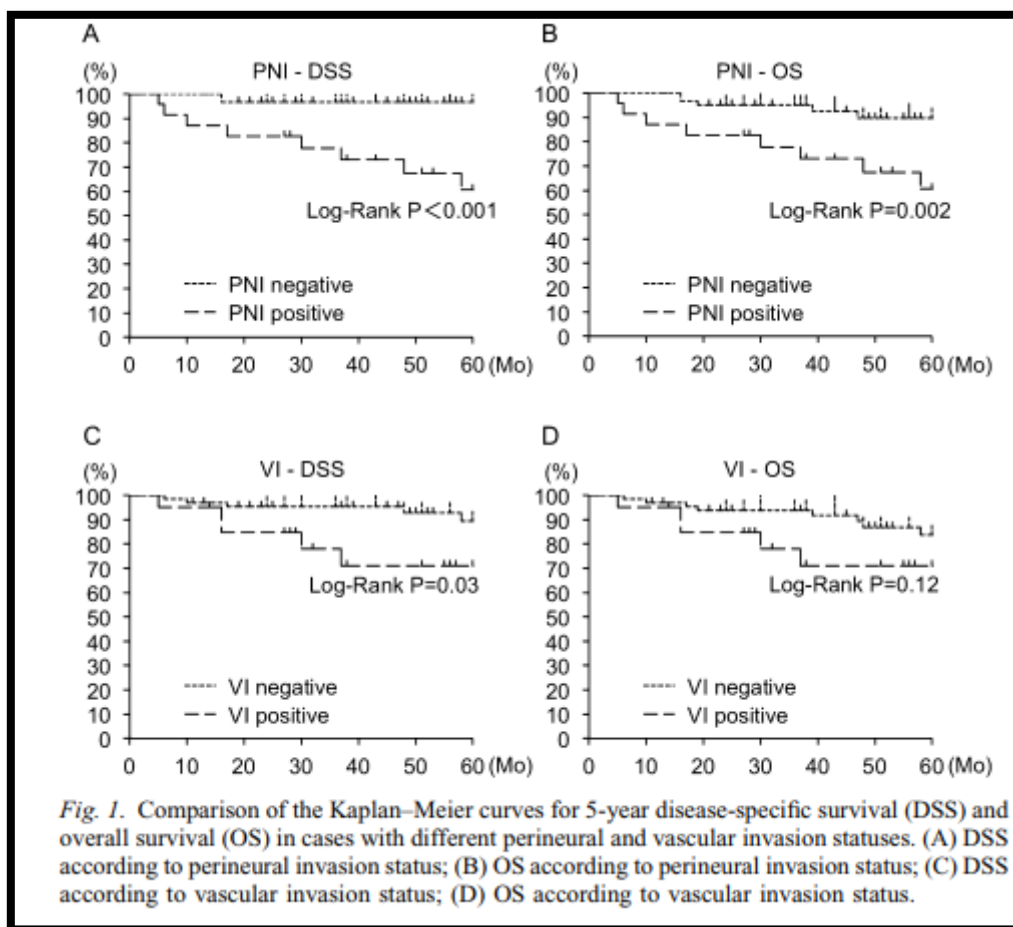 A
(%)
PNI - DSS
100
90
80
70
60
50
40
30
20
10
0
Log-Rank P<0.001
PNI negative
PNI positive
0 10 20 30 40 50 60 (Mo)
B
(%)
PNI - OS
100
90
80
70
60
50
40
30
20
10
0
Log-Rank P=0.002
PNI negative
PNI positive
0 10 20 30 40 50 60 (Mo)
C
(%)
VI - DSS
100
90
80
70
60
50
40
30
20
10
0
Log-Rank P=0.03
VI negative
VI positive
0 10 20 30 40 50 60 (Mo)
D
(%)
VI - OS
100
90
80
70
60
50
40
30
20
10
0
Log-Rank P=0.12
VI negative
VI positive
0 10 20 30 40 50 60 (Mo)
Fig. 1. Comparison of the Kaplan–Meier curves for 5-year disease-specific survival (DSS) and
overall survival (OS) in cases with different perineural and vascular invasion statuses. (A) DSS
according to perineural invasion status; (B) OS according to perineural invasion status; (C) DSS
according to vascular invasion status; (D) OS according to vascular invasion status.